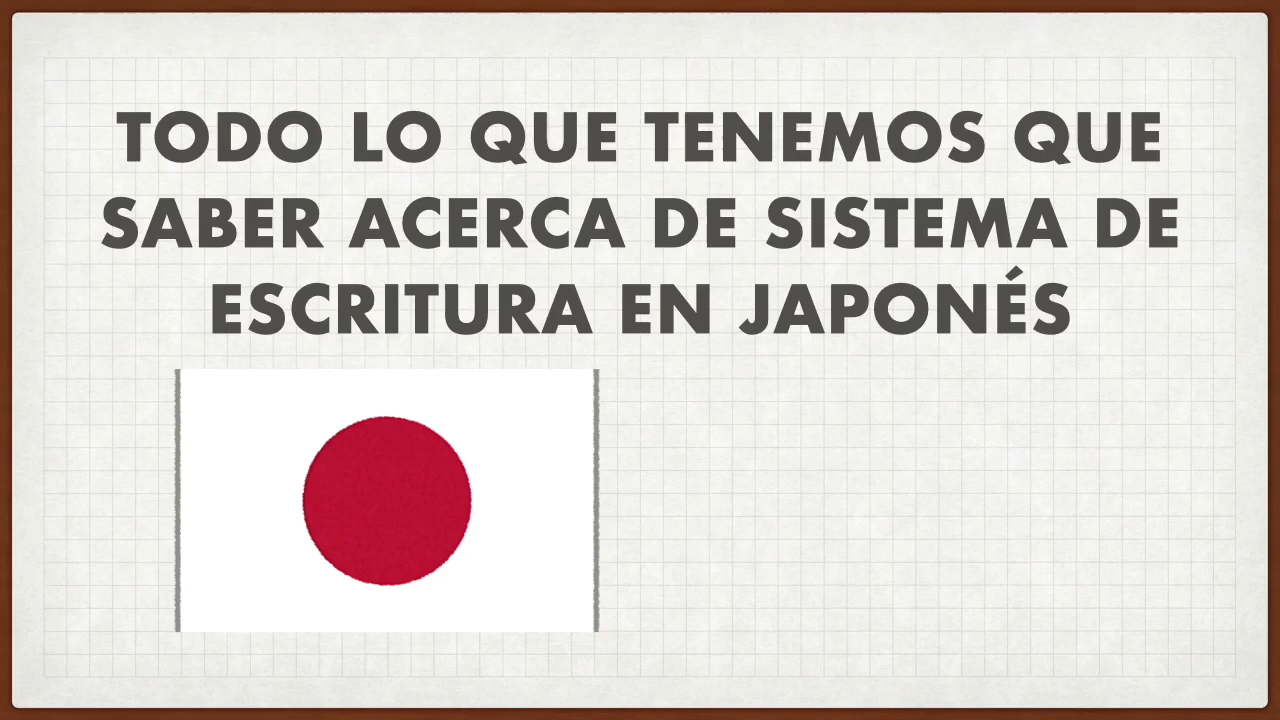 TODO LO QUE TENEMOS QUE
SABER ACERCA DE SISTEMA DE
ESCRITURA EN JAPONÉS